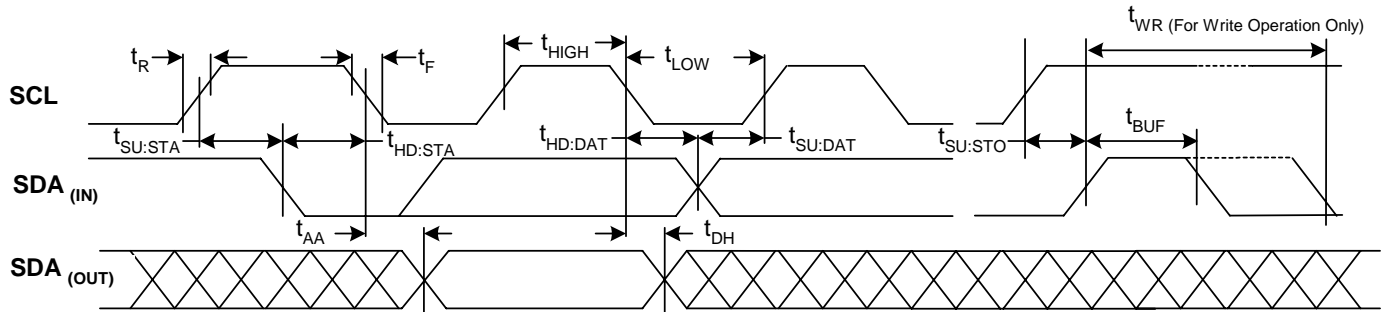 tWR (For Write Operation Only)
tR
tF
tHIGH
tLOW
SCL
tSU:STA
tHD:STA
tHD:DAT
tSU:DAT
tSU:STO
tBUF
SDA (IN)
tAA
tDH
SDA (OUT)